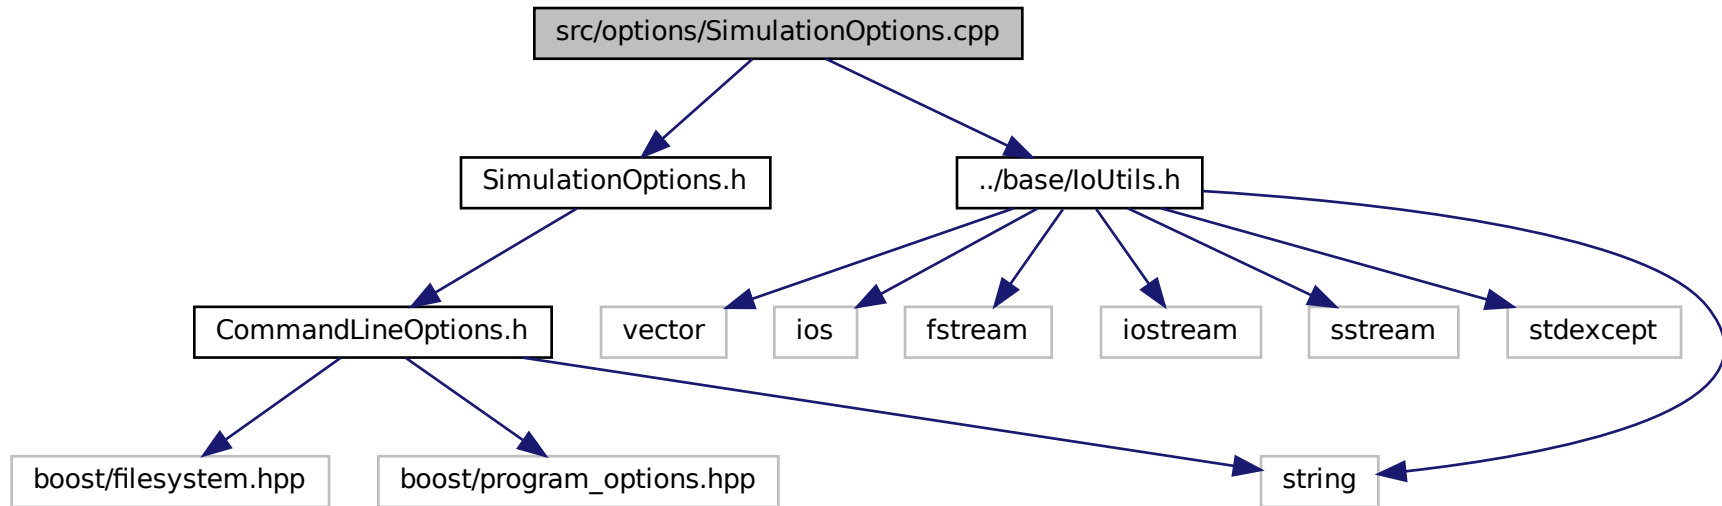 src/options/SimulationOptions.cpp
SimulationOptions.h
../base/IoUtils.h
CommandLineOptions.h
vector
ios
fstream
iostream
sstream
stdexcept
boost/filesystem.hpp
boost/program_options.hpp
string